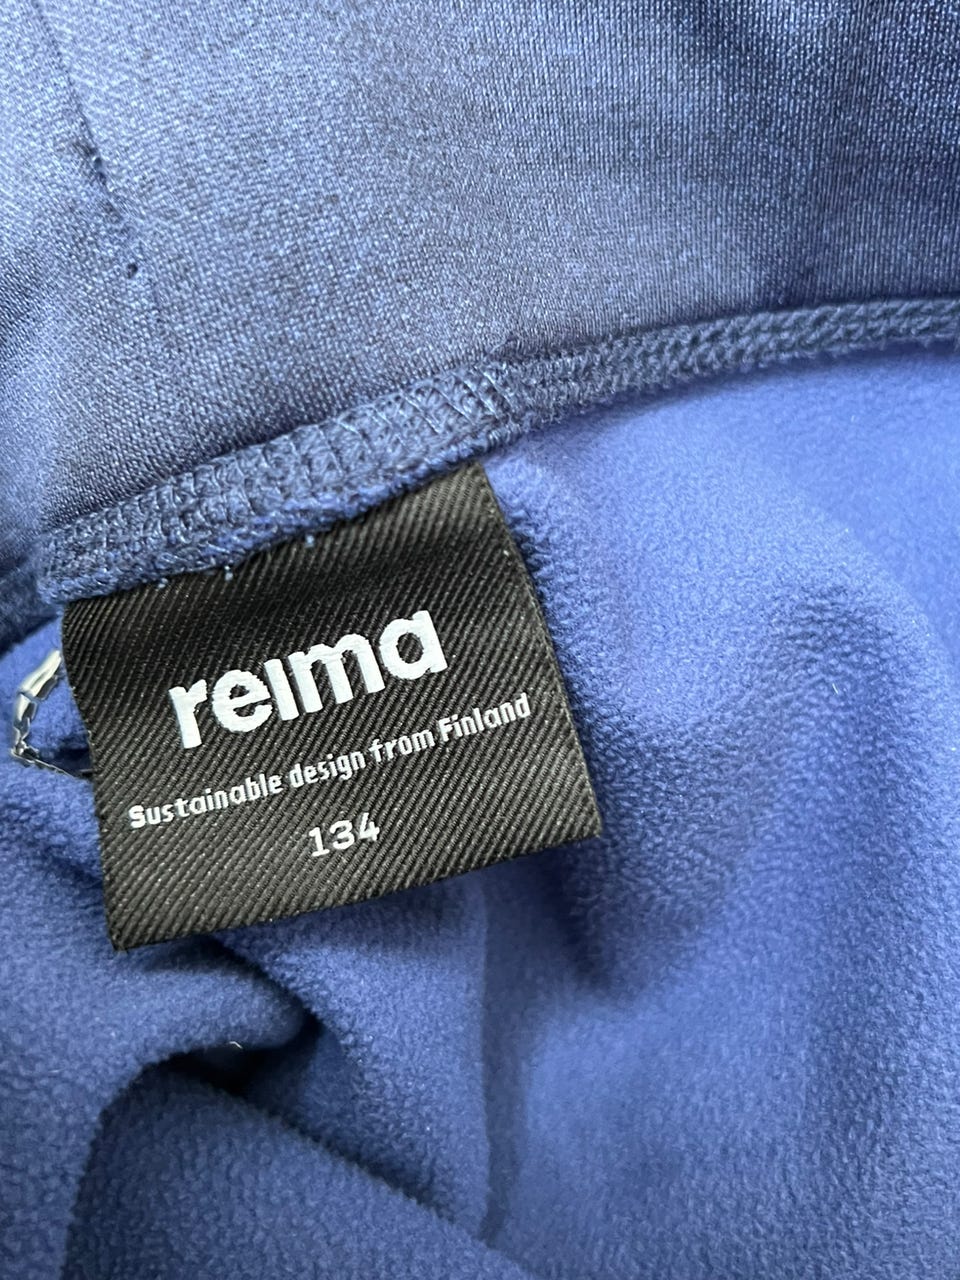 reima
Sustainable design from Finland
134